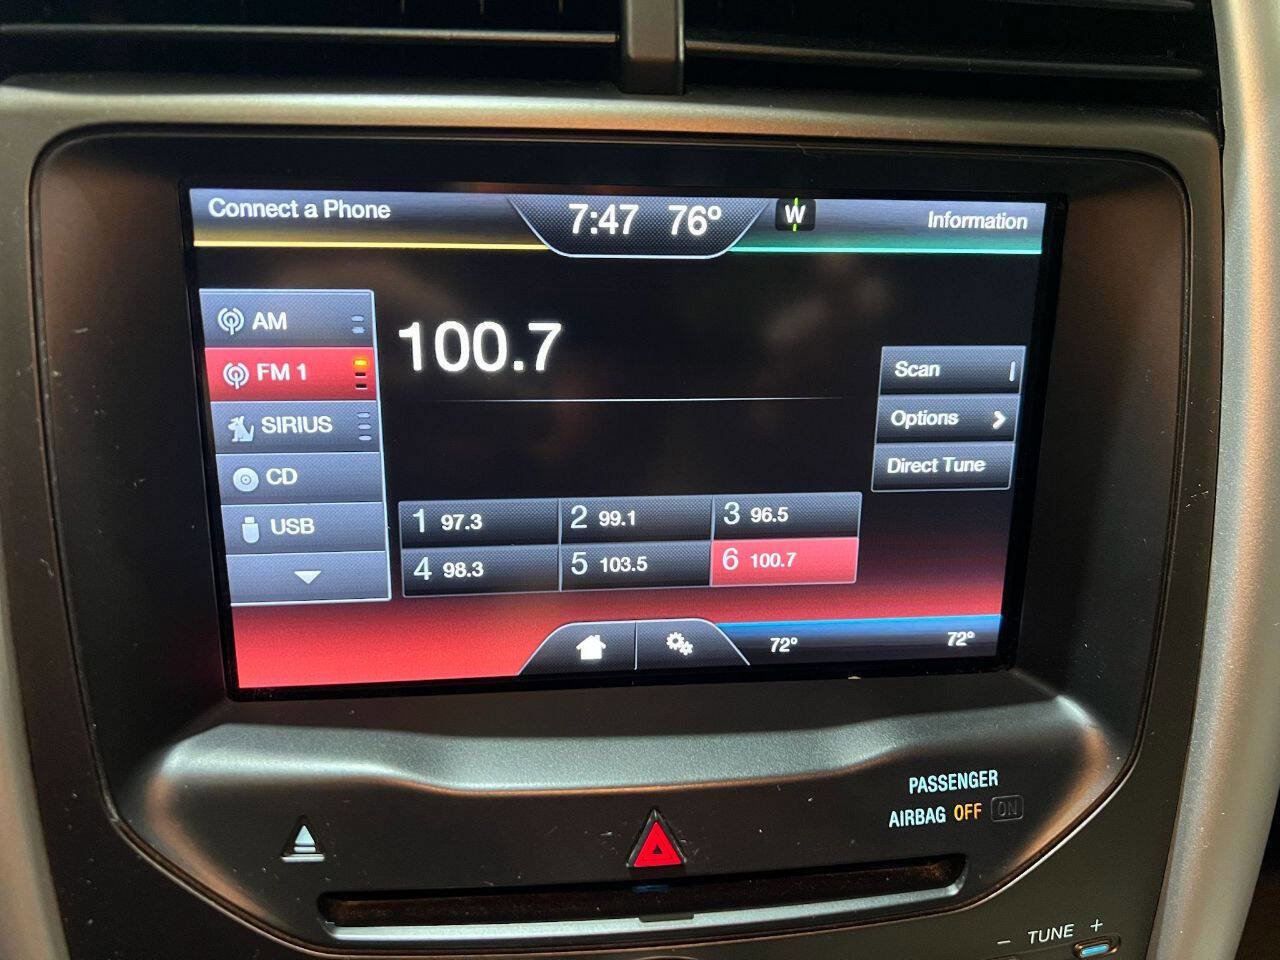 Connect a Phone
7:47 76°
W
Information
AM
FM 1
SIRIUS
CD
USB
100.7
Scan
Options
Direct Tune
1 97.3 2 99.1 3 96.5
4 98.3 5 103.5 6 100.7
72° 72°
PASSENGER
AIRBAG OFF ON
- TUNE +